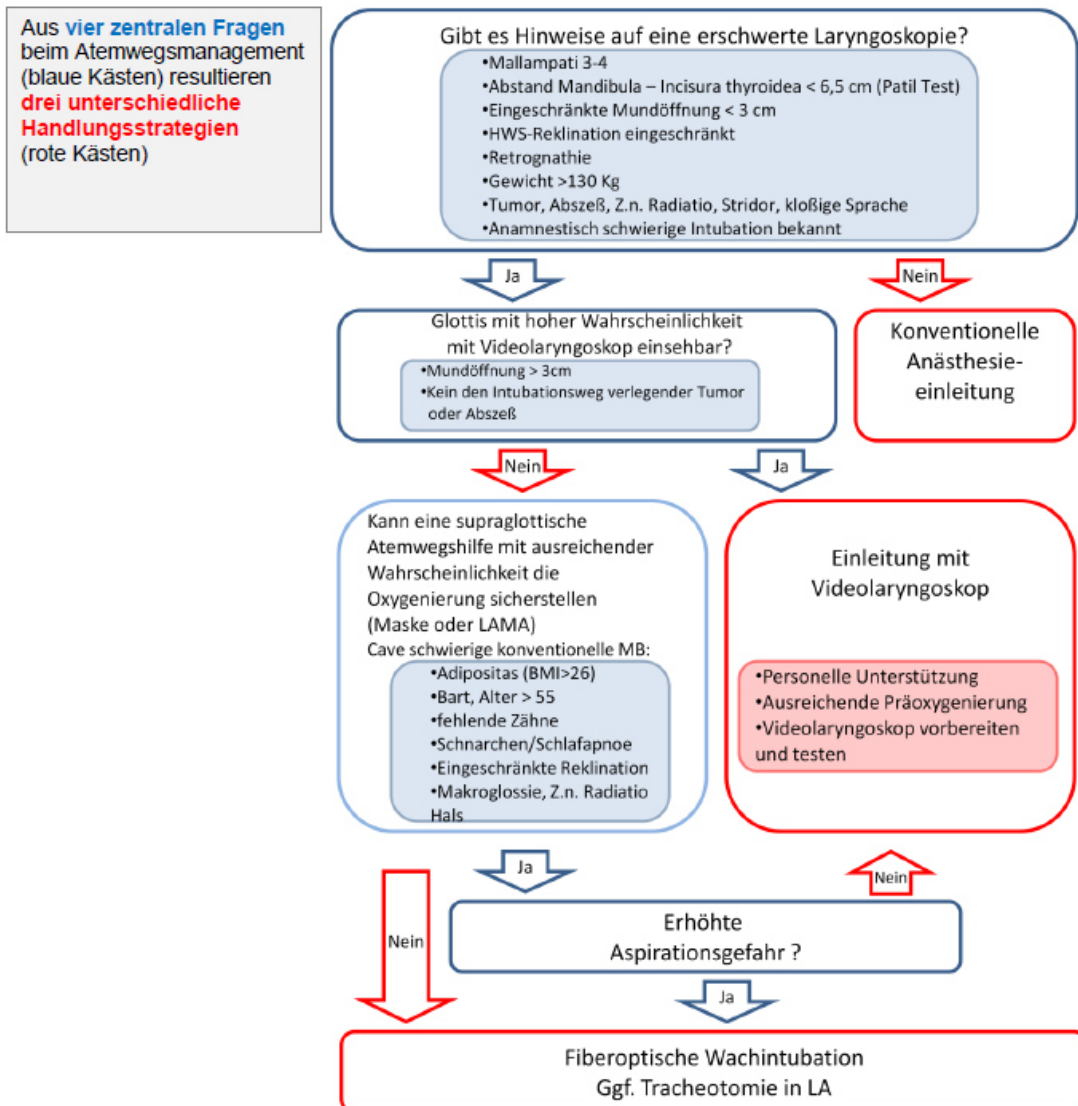 Aus vier zentralen Fragen
beim Atemwegsmanagement
(blaue Kästen) resultieren
drei unterschiedliche
Handlungsstrategien
(rote Kästen)
Gibt es Hinweise auf eine erschwerte Laryngoskopie?
•Mallampati 3-4
•Abstand Mandibula – Incisura thyroidea < 6,5 cm (Patil Test)
•Eingeschränkte Mundöffnung < 3 cm
•HWS-Reklination eingeschränkt
•Retrognathie
•Gewicht >130 Kg
•Tumor, Abszeß, Z.n. Radiatio, Stridor, kloßige Sprache
•Anamnestisch schwierige Intubation bekannt
Ja
Nein
Glottis mit hoher Wahrscheinlichkeit
mit Videolaryngoskop einsehbar?
•Mundöffnung > 3cm
•Kein den Intubationsweg verlegender Tumor
oder Abszeß
Konventionelle
Anästhesie-
einleitung
Nein
Ja
Kann eine supraglottische
Atemwegshilfe mit ausreichender
Wahrscheinlichkeit die
Oxygenierung sicherstellen
(Maske oder LAMA)
Cave schwierige konventionelle MB:
•Adipositas (BMI>26)
•Bart, Alter > 55
•fehlende Zähne
•Schnarchen/Schlafapnoe
•Eingeschränkte Reklination
•Makroglossie, Z.n. Radiatio
Hals
Einleitung mit
Videolaryngoskop
•Personelle Unterstützung
•Ausreichende Präoxygenierung
•Videolaryngoskop vorbereiten
und testen
Ja
Nein
Nein
Erhöhte
Aspirationsgefahr ?
Ja
Fiberoptische Wachintubation
Ggf. Tracheotomie in LA